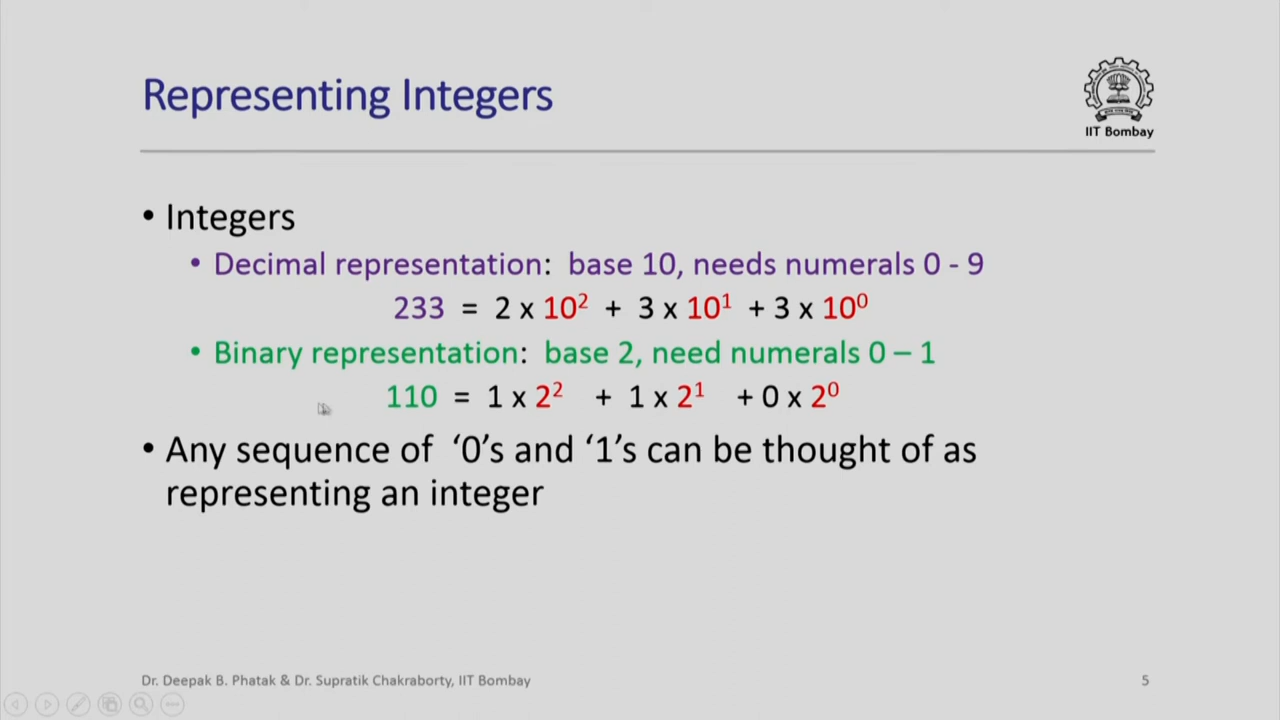 Representing Integers
IIT Bombay
• Integers
• Decimal representation: base 10, needs numerals 0 - 9
233 = 2 x 10² + 3 x 10¹ + 3 x 10⁰
• Binary representation: base 2, need numerals 0 – 1
110 = 1 x 2² + 1 x 2¹ + 0 x 2⁰
• Any sequence of ‘0’s and ‘1’s can be thought of as
representing an integer
Dr. Deepak B. Phatak & Dr. Supratik Chakraborty, IIT Bombay
5